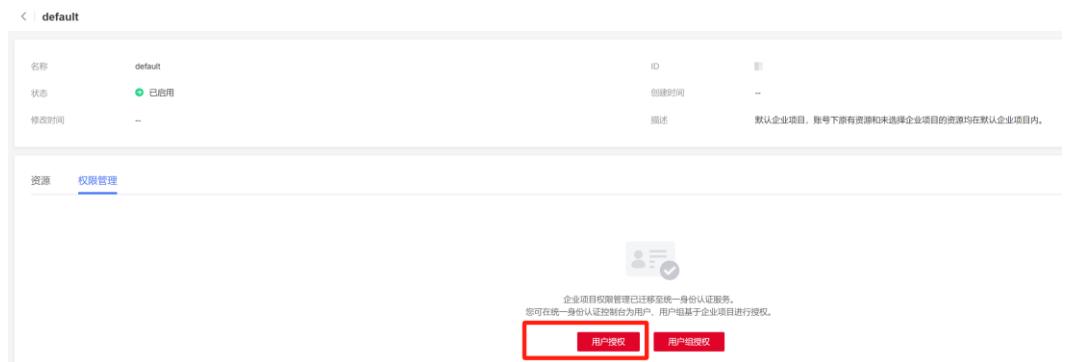 default
名称 default ID
状态 已启用 创建时间 --
修改时间 -- 描述 默认企业项目，账号下原有资源和未选择企业项目的资源均在默认企业项目内。
资源 权限管理
企业项目权限管理已迁移至统一身份认证服务。
您可在统一身份认证控制台为用户、用户组基于企业项目进行授权。
用户授权 用户组授权